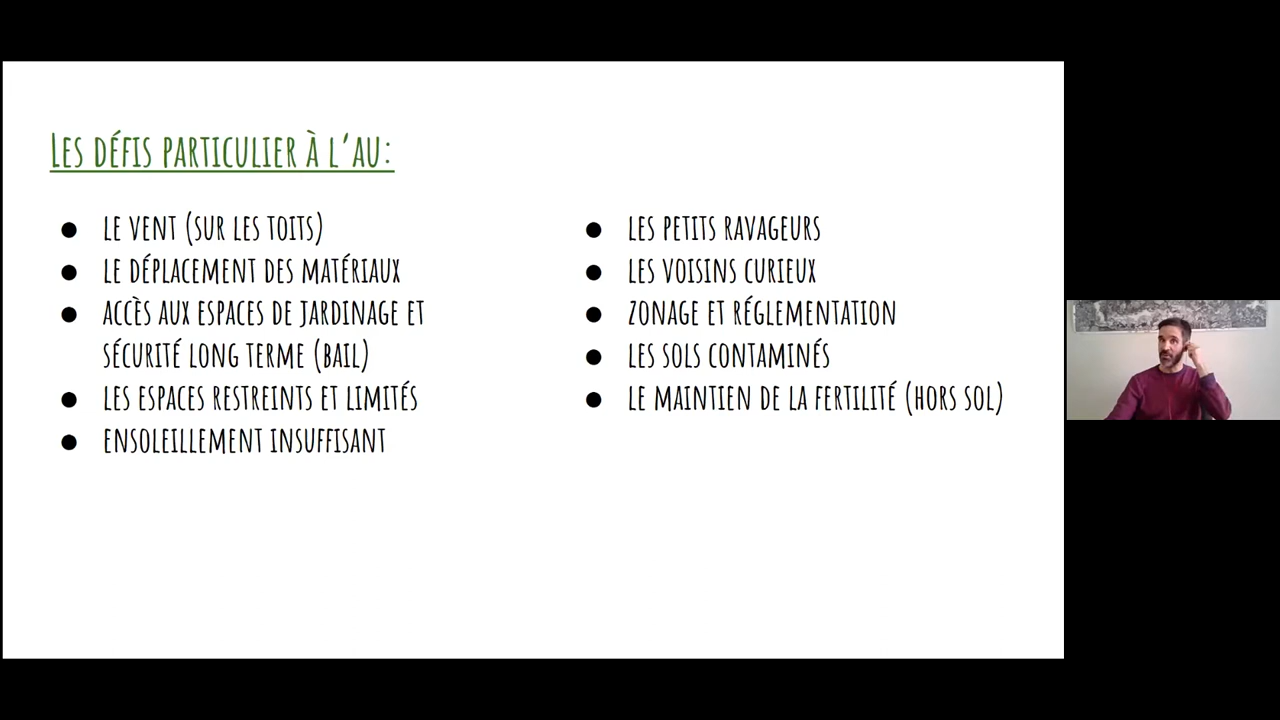 LES DÉFIS PARTICULIER À L'AU:
● LE VENT (SUR LES TOITS)
● LE DÉPLACEMENT DES MATÉRIAUX
● ACCÈS AUX ESPACES DE JARDINAGE ET
SÉCURITÉ LONG TERME (BAIL)
● LES ESPACES RESTREINTS ET LIMITÉS
● ENSOLEILLEMENT INSUFFISANT
● LES PETITS RAVAGEURS
● LES VOISINS CURIEUX
● ZONAGE ET RÉGLEMENTATION
● LES SOLS CONTAMINÉS
● LE MAINTIEN DE LA FERTILITÉ (HORS SOL)